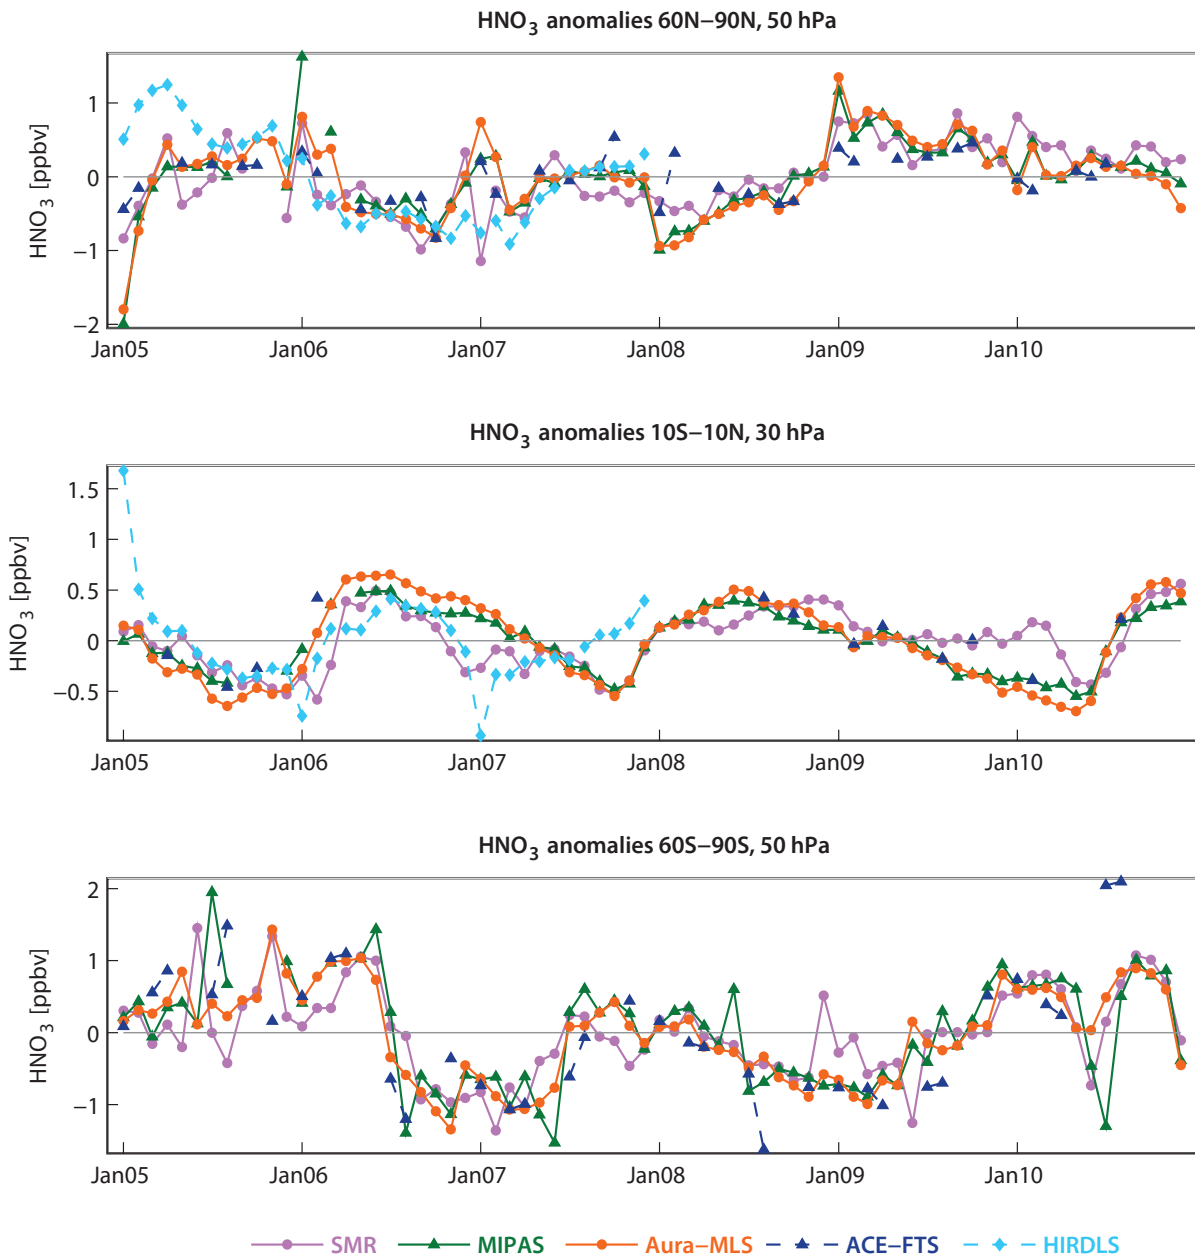 HNO3 anomalies 60N–90N, 50 hPa
HNO3 [ppbv]
1
0
−1
−2
Jan05 Jan06 Jan07 Jan08 Jan09 Jan10
HNO3 anomalies 10S–10N, 30 hPa
HNO3 [ppbv]
1.5
1
0.5
0
−0.5
Jan05 Jan06 Jan07 Jan08 Jan09 Jan10
HNO3 anomalies 60S–90S, 50 hPa
HNO3 [ppbv]
2
1
0
−1
Jan05 Jan06 Jan07 Jan08 Jan09 Jan10
SMR MIPAS Aura−MLS ACE−FTS HIRDLS